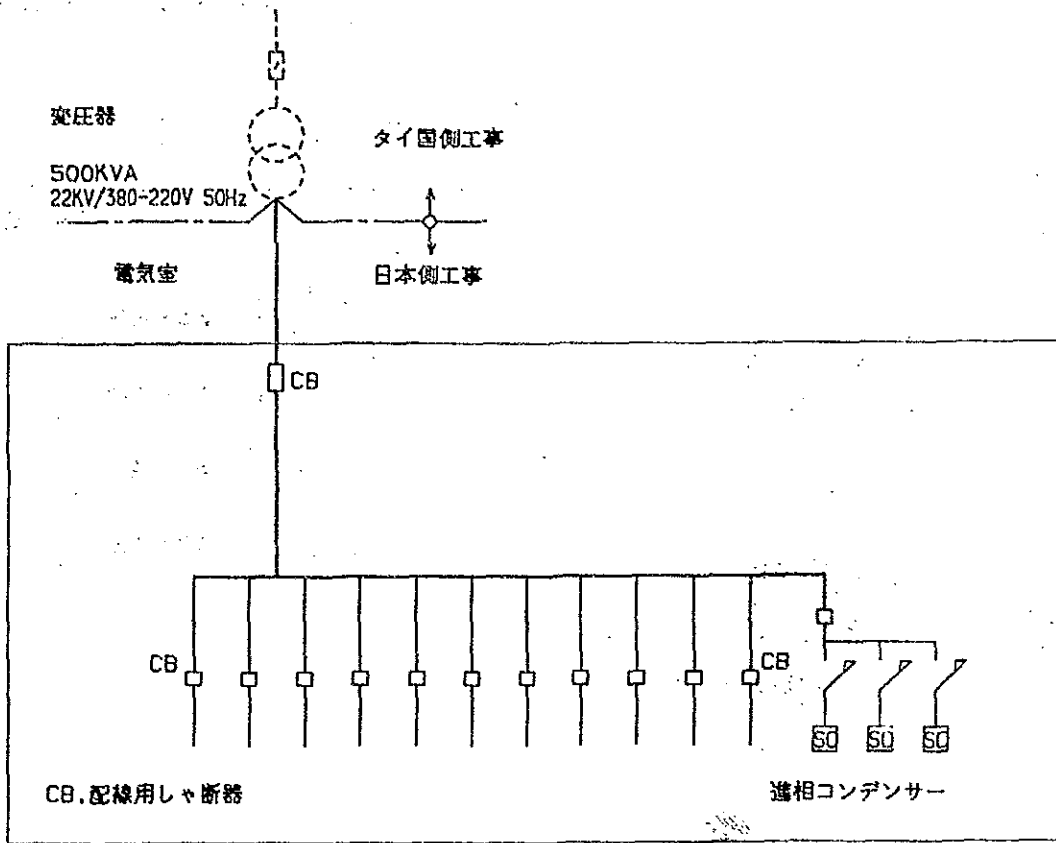 変圧器
タイ国側工事
500KVA
22KV/380-220V 50Hz
電気室
日本側工事
CB
CB
CB
SC
SC
SC
CB.配線用しゃ断器
進相コンデンサー